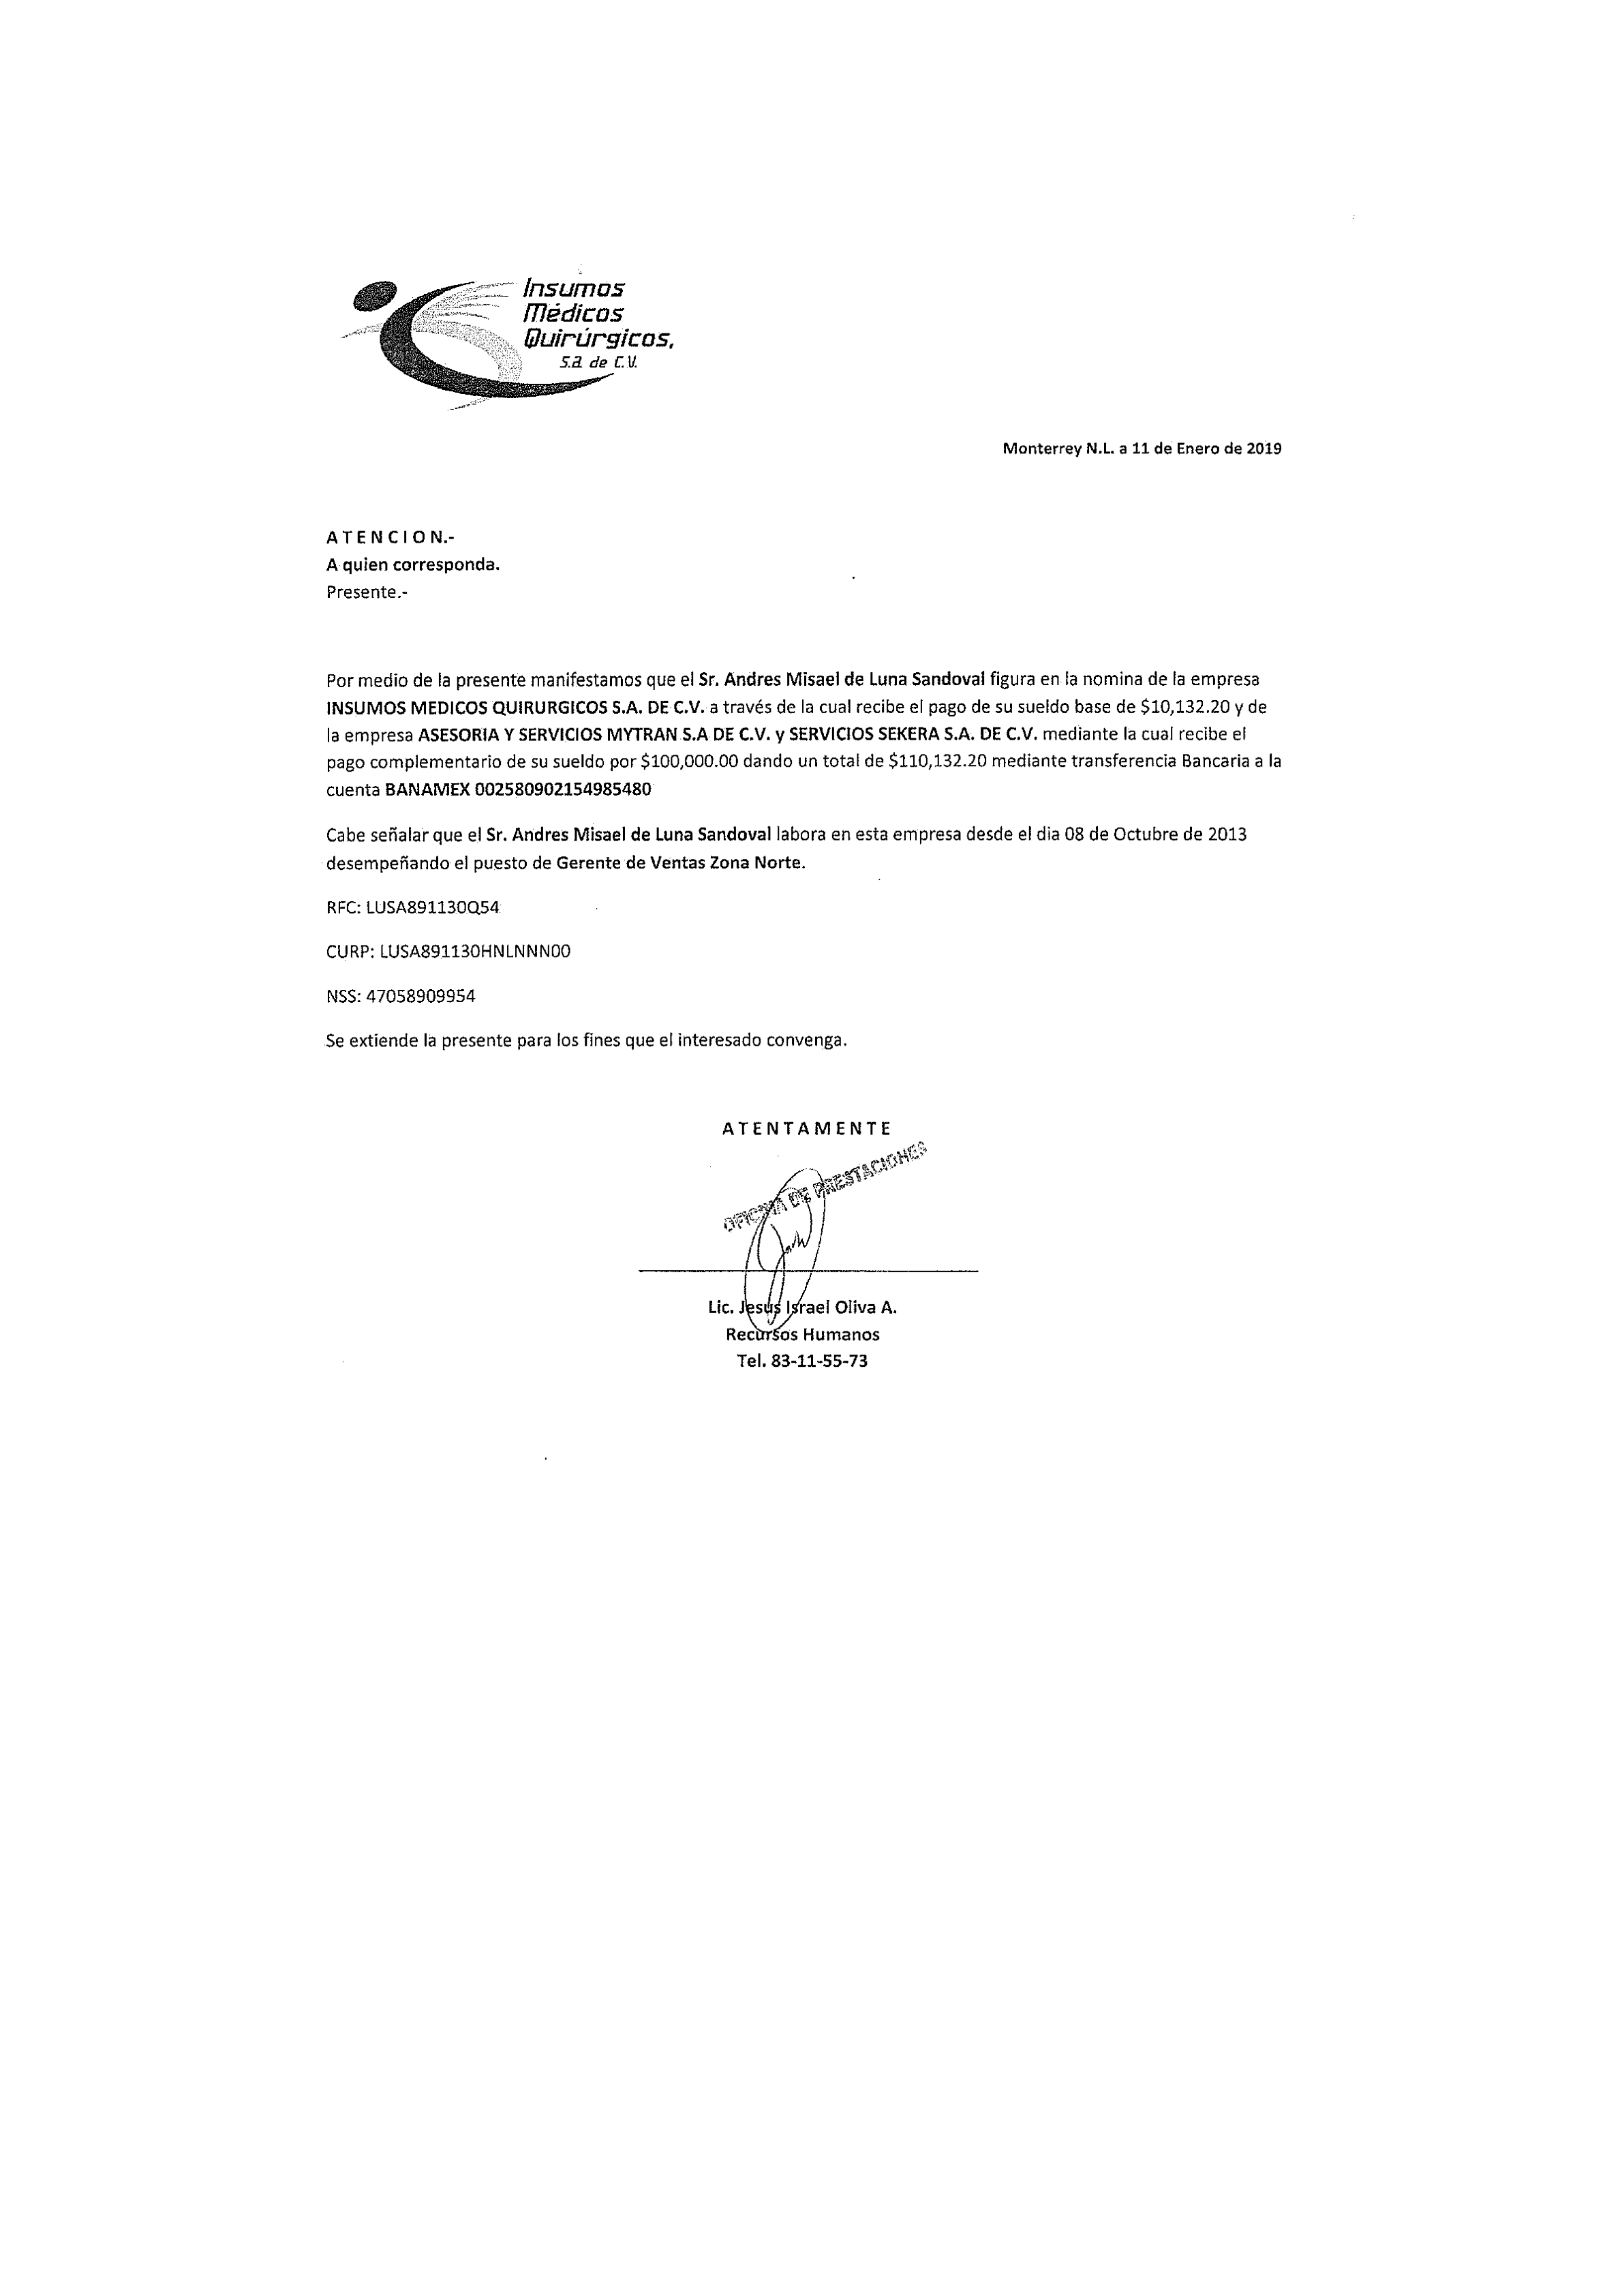 Insumos
Médicos
Quirúrgicos,
S.a. de C.V.
Monterrey N.L. a 11 de Enero de 2019
A T E N C I O N.-
A quien corresponda.
Presente.-
Por medio de la presente manifestamos que el Sr. Andres Misael de Luna Sandoval figura en la nomina de la empresa
INSUMOS MEDICOS QUIRURGICOS S.A. DE C.V. a través de la cual recibe el pago de su sueldo base de $10,132.20 y de
la empresa ASESORIA Y SERVICIOS MYTRAN S.A DE C.V. y SERVICIOS SEKERA S.A. DE C.V. mediante la cual recibe el
pago complementario de su sueldo por $100,000.00 dando un total de $110,132.20 mediante transferencia Bancaria a la
cuenta BANAMEX 002580902154985480
Cabe señalar que el Sr. Andres Misael de Luna Sandoval labora en esta empresa desde el dia 08 de Octubre de 2013
desempeñando el puesto de Gerente de Ventas Zona Norte.
RFC: LUSA891130Q54
CURP: LUSA891130HNLNNN00
NSS: 47058909954
Se extiende la presente para los fines que el interesado convenga.
A T E N T A M E N T E
OFICINA DE PRESTACIONES
Lic. Jesus Israel Oliva A.
Recursos Humanos
Tel. 83-11-55-73